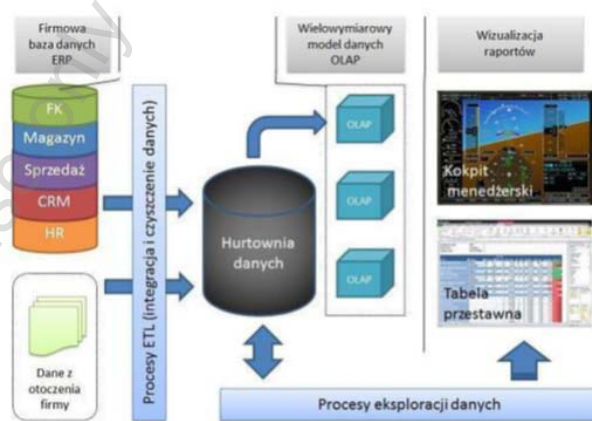 Firmowa
baza danych
ERP
Wielowymiarowy
model danych
OLAP
Wizualizacja
raportów
FK
Magazyn
Sprzedaż
CRM
HR
Dane z
otoczenia
firmy
Procesy ETL (integracja i czyszczenie danych)
Hurtownia
danych
OLAP
OLAP
OLAP
Kokpit
menedżerski
Tabela
przestawna
Procesy eksploracji danych